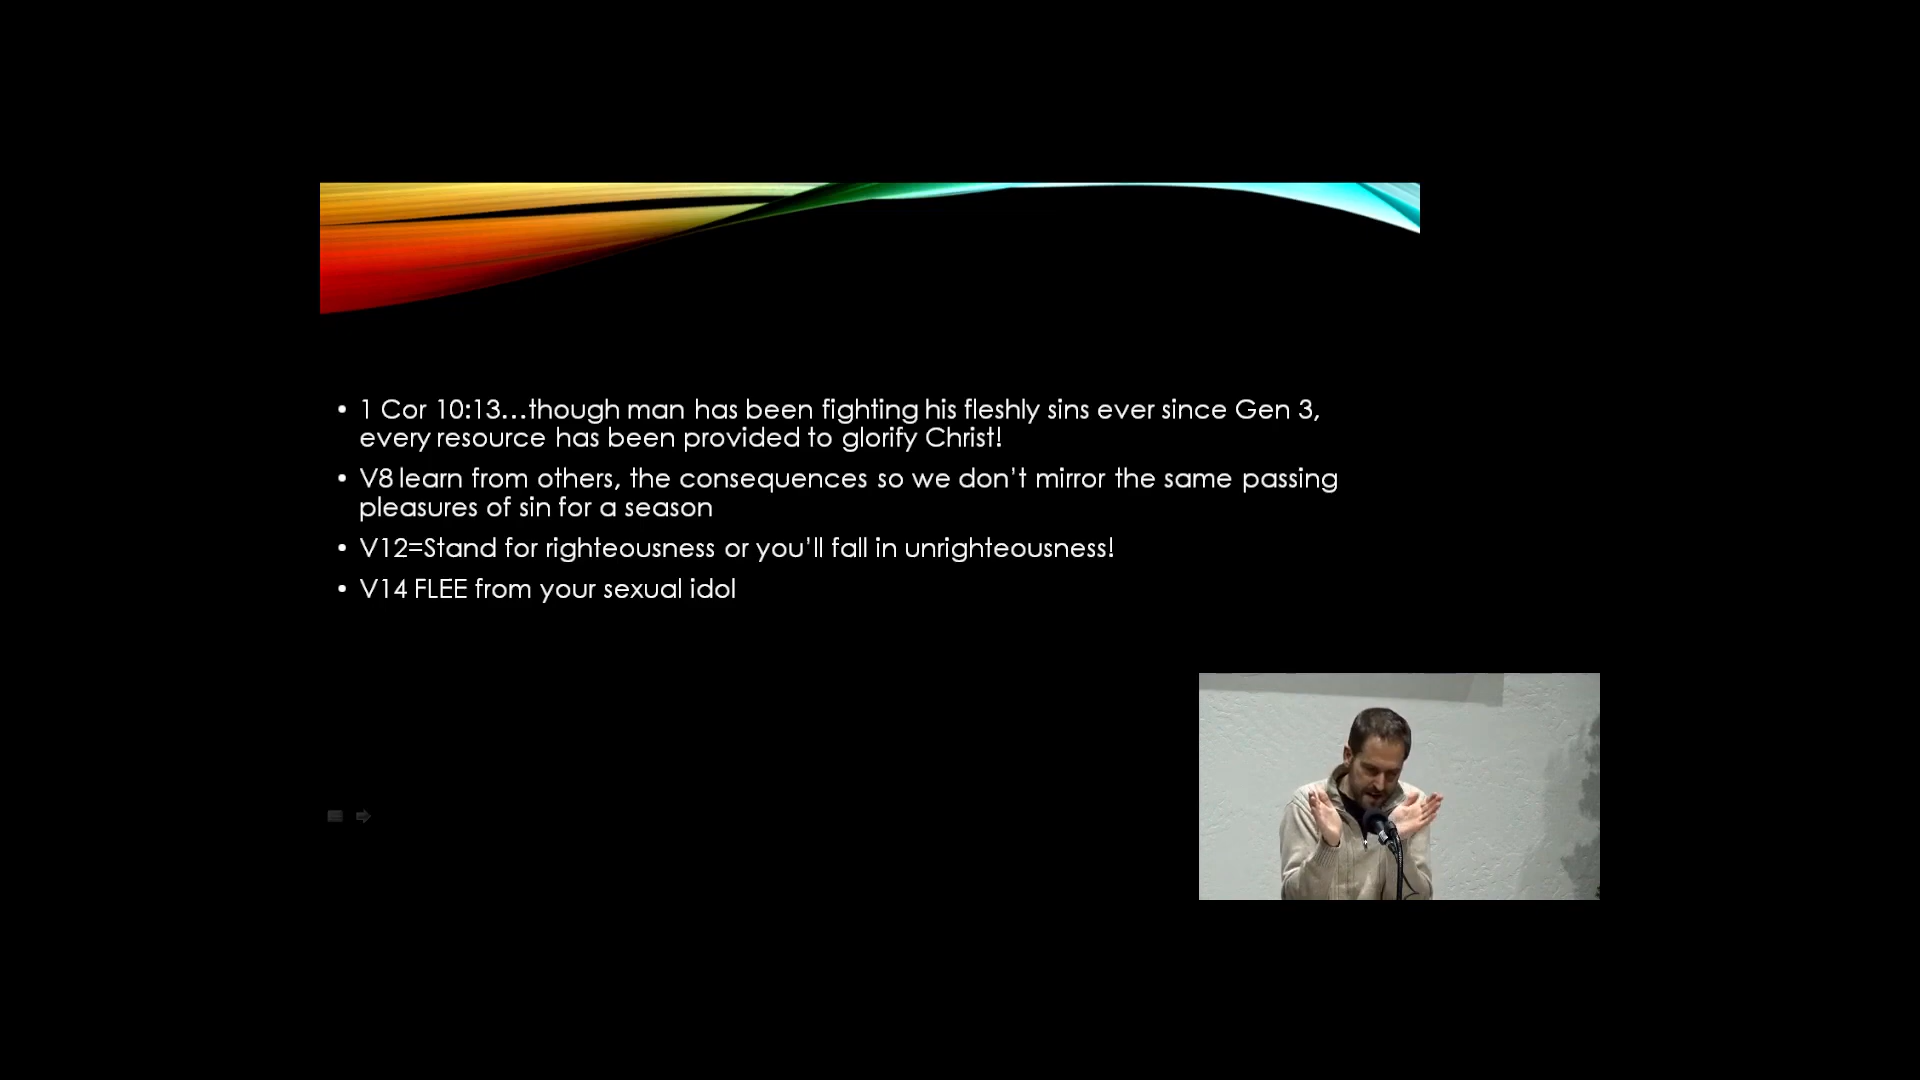 • 1 Cor 10:13…though man has been fighting his fleshly sins ever since Gen 3,
every resource has been provided to glorify Christ!
• V8 learn from others, the consequences so we don’t mirror the same passing
pleasures of sin for a season
• V12=Stand for righteousness or you’ll fall in unrighteousness!
• V14 FLEE from your sexual idol